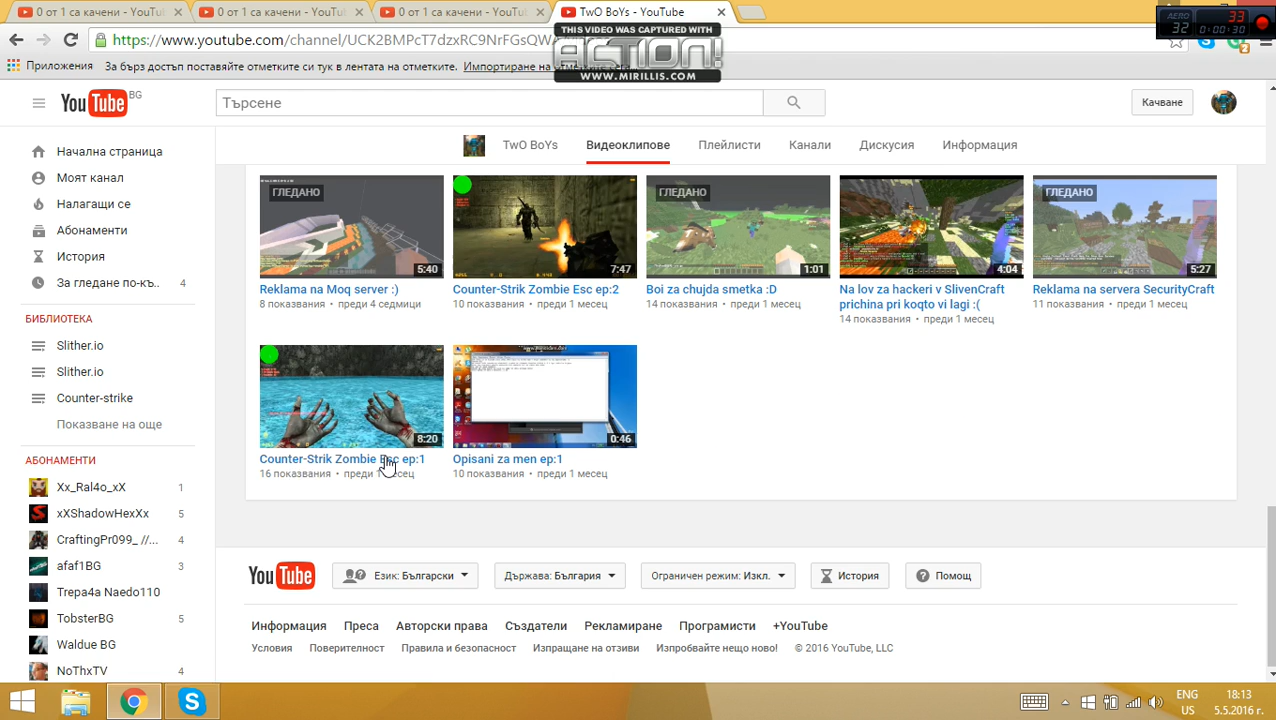 0 от 1 са качени - YouTu
0 от 1 са качени - YouTu
0 от 1 са качени - YouTu
TwO BoYs - YouTube
THIS VIDEO WAS CAPTURED WITH
ACTION!
WWW.MIRILLIS.COM
AERO
32
33
0:00:30
2
Приложения
За бърз достъп поставяйте отметките си тук в лентата на отметките.
YouTube BG
Търсене
Качване
TwO BoYs
Видеоклипове
Плейлисти
Канали
Дискусия
Информация
Начална страница
Моят канал
Налагащи се
Абонаменти
История
За гледане по-къ..
4
БИБЛИОТЕКА
Slither.io
Slither.io
Counter-strike
Показване на още
АБОНАМЕНТИ
Xx_Ral4o_xX 1
xXShadowHexXx 5
CraftingPr099_ //... 4
afaf1BG 3
Trepa4a Naedo110
TobsterBG 5
Waldue BG
NoThxTV 4
ГЛЕДАНО
5:40
Reklama na Moq server :)
8 показвания • преди 4 седмици
7:47
Counter-Strik Zombie Esc ep:2
10 показвания • преди 1 месец
ГЛЕДАНО
1:01
Boi za chujda smetka :D
14 показвания • преди 1 месец
4:04
Na lov za hackeri v SlivenCraft
prichina pri koqto vi lagi :(
14 показвания • преди 1 месец
ГЛЕДАНО
5:27
Reklama na servera SecurityCraft
11 показвания • преди 1 месец
8:20
Counter-Strik Zombie Esc ep:1
16 показвания • преди 1 месец
0:46
Opisani za men ep:1
10 показвания • преди 1 месец
YouTube
Език: Български
Държава: България
Ограничен режим: Изкл.
История
Помощ
Информация
Преса
Авторски права
Създатели
Рекламиране
Програмисти
+YouTube
Условия
Поверителност
Правила и безопасност
Изпращане на отзиви
Изпробвайте нещо ново!
© 2016 YouTube, LLC
ENG
US
18:13
5.5.2016 г.